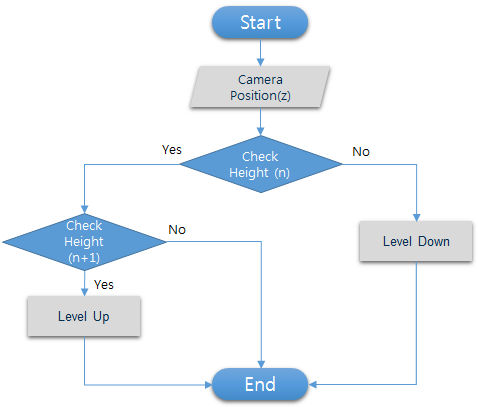 Start
Camera
Position(z)
Yes
Check
Height (n)
No
Check
Height
(n+1)
No
Level Down
Yes
Level Up
End